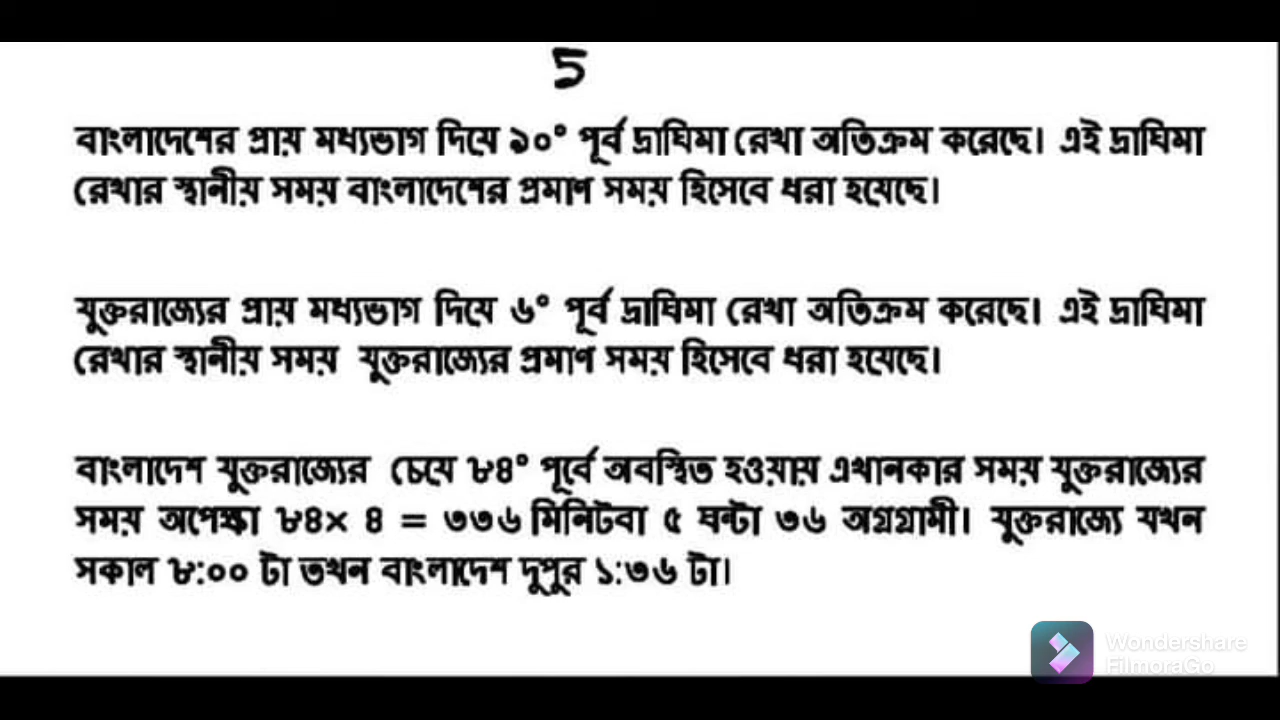 5
বাংলাদেশের প্রায় মধ্যভাগ দিয়ে ৯০° পূর্ব দ্রাঘিমা রেখা অতিক্রম করেছে। এই দ্রাঘিমা
রেখার স্থানীয় সময় বাংলাদেশের প্রমাণ সময় হিসেবে ধরা হয়েছে।
যুক্তরাজ্যের প্রায় মধ্যভাগ দিয়ে ৬° পূর্ব দ্রাঘিমা রেখা অতিক্রম করেছে। এই দ্রাঘিমা
রেখার স্থানীয় সময় যুক্তরাজ্যের প্রমাণ সময় হিসেবে ধরা হয়েছে।
বাংলাদেশ যুক্তরাজ্যের চেয়ে ৮৪° পূর্বে অবস্থিত হওয়ায় এখানকার সময় যুক্তরাজ্যের
সময় অপেক্ষা ৮৪× ৪ = ৩৩৬ মিনিটবা ৫ ঘন্টা ৩৬ অগ্রগ্রামী। যুক্তরাজ্যে যখন
সকাল ৮:০০ টা তখন বাংলাদেশ দুপুর ১:৩৬ টা।
Wondershare
FilmoraGo